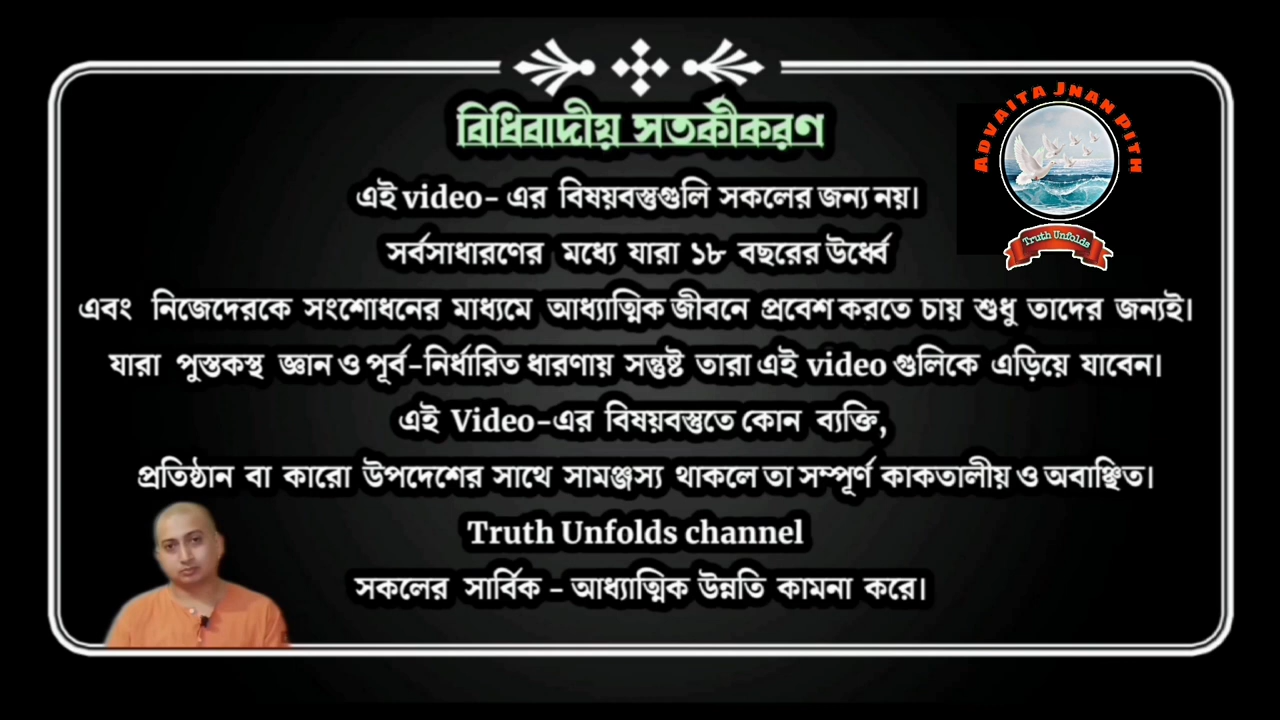 বিধিবাদীয় সতর্কীকরণ
ADVAITA JNAN PITH
Truth Unfolds
এই video- এর বিষয়বস্তুগুলি সকলের জন্য নয়।
সর্বসাধারণের মধ্যে যারা ১৮ বছরের উর্ধ্বে
এবং নিজেদেরকে সংশোধনের মাধ্যমে আধ্যাত্মিক জীবনে প্রবেশ করতে চায় শুধু তাদের জন্যই।
যারা পুস্তকস্থ জ্ঞান ও পূর্ব-নির্ধারিত ধারণায় সন্তুষ্ট তারা এই video গুলিকে এড়িয়ে যাবেন।
এই Video-এর বিষয়বস্তুতে কোন ব্যক্তি,
প্রতিষ্ঠান বা কারো উপদেশের সাথে সামঞ্জস্য থাকলে তা সম্পূর্ণ কাকতালীয় ও অবাঞ্ছিত।
Truth Unfolds channel
সকলের সার্বিক - আধ্যাত্মিক উন্নতি কামনা করে।